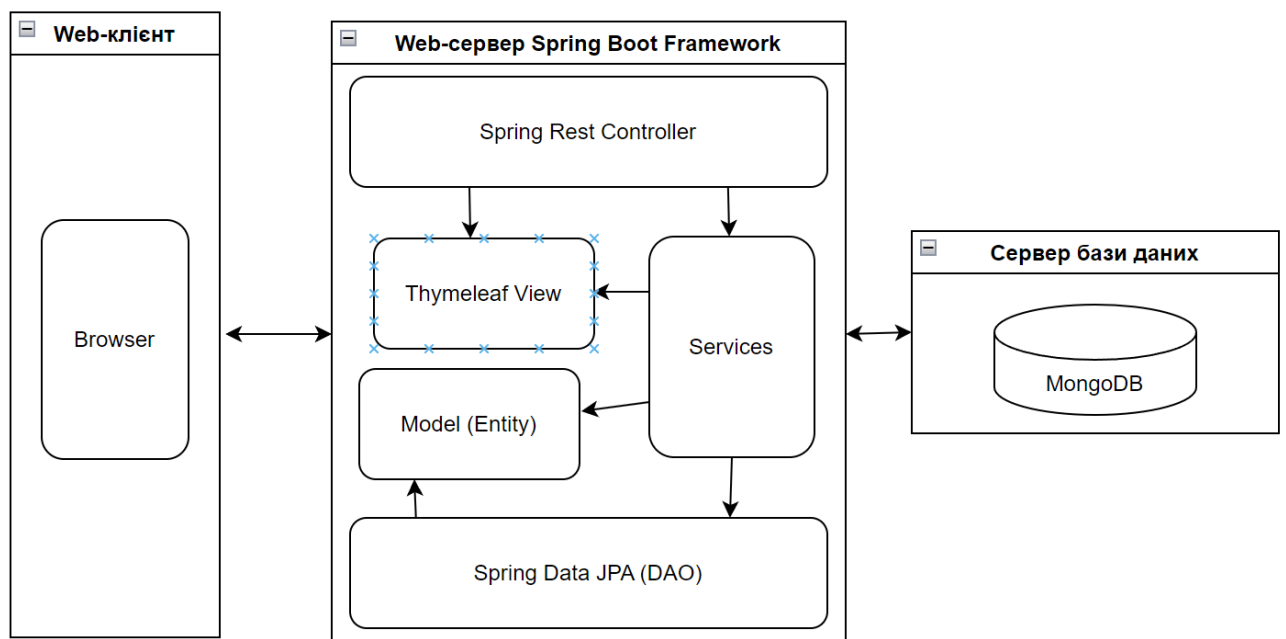 Web-клієнт
Web-сервер Spring Boot Framework
Spring Rest Controller
Thymeleaf View
Services
Browser
Model (Entity)
Spring Data JPA (DAO)
Сервер бази даних
MongoDB